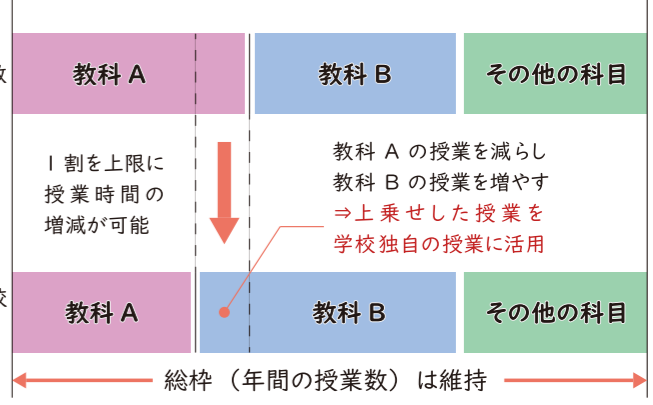 教科 A
教科 B
その他の科目
1 割を上限に
授業時間の
増減が可能
教科 A の授業を減らし
教科 B の授業を増やす
⇒上乗せした授業を
学校独自の授業に活用
教科 A
教科 B
その他の科目
総枠 (年間の授業数) は維持